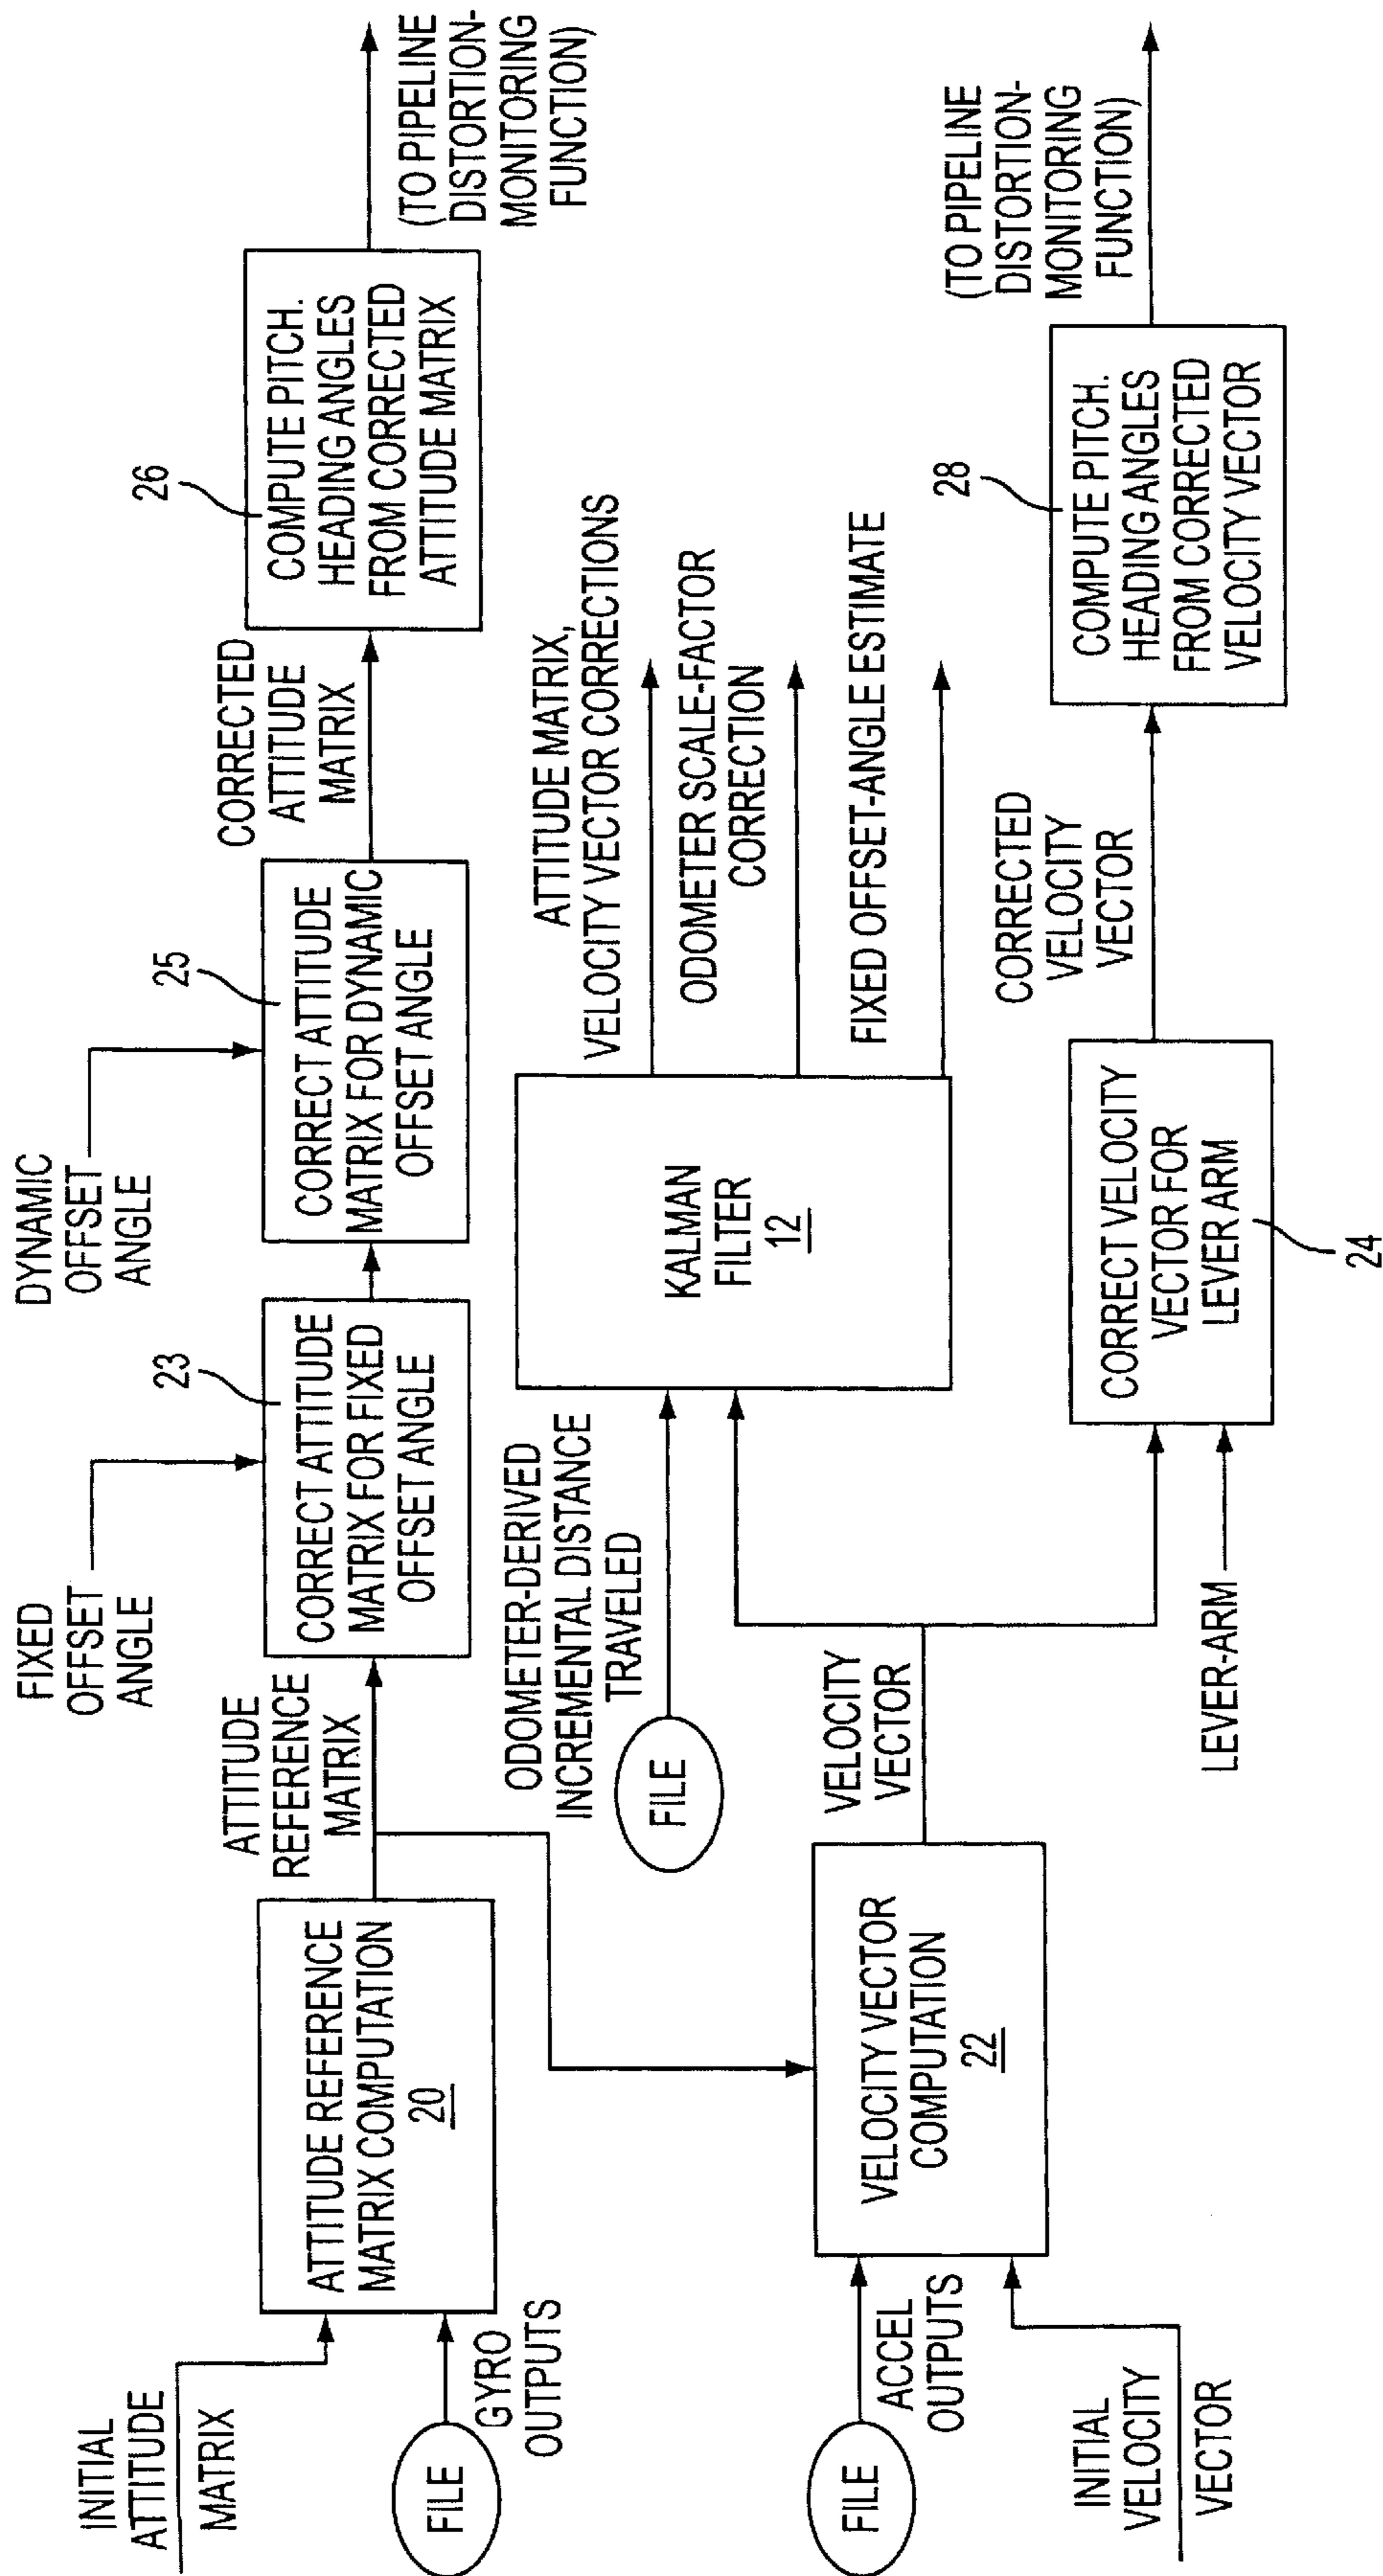 INITIAL
ATTITUDE
MATRIX
FILE
GYRO
OUTPUTS
ATTITUDE REFERENCE
MATRIX COMPUTATION
20
ATTITUDE
REFERENCE
MATRIX
FIXED
OFFSET
ANGLE
23
CORRECT ATTITUDE
MATRIX FOR FIXED
OFFSET ANGLE
DYNAMIC
OFFSET
ANGLE
25
CORRECT ATTITUDE
MATRIX FOR DYNAMIC
OFFSET ANGLE
CORRECTED
ATTITUDE
MATRIX
26
COMPUTE PITCH.
HEADING ANGLES
FROM CORRECTED
ATTITUDE MATRIX
(TO PIPELINE
DISTORTION-
MONITORING
FUNCTION)
FILE
ODOMETER-DERIVED
INCREMENTAL DISTANCE
TRAVELED
KALMAN
FILTER
12
ATTITUDE MATRIX,
VELOCITY VECTOR CORRECTIONS
ODOMETER SCALE-FACTOR
CORRECTION
FIXED OFFSET-ANGLE ESTIMATE
FILE
ACCEL
OUTPUTS
INITIAL
VELOCITY
VECTOR
VELOCITY VECTOR
COMPUTATION
22
VELOCITY
VECTOR
LEVER-ARM
CORRECT VELOCITY
VECTOR FOR
LEVER ARM
24
CORRECTED
VELOCITY
VECTOR
28
COMPUTE PITCH.
HEADING ANGLES
FROM CORRECTED
VELOCITY VECTOR
(TO PIPELINE
DISTORTION-
MONITORING
FUNCTION)